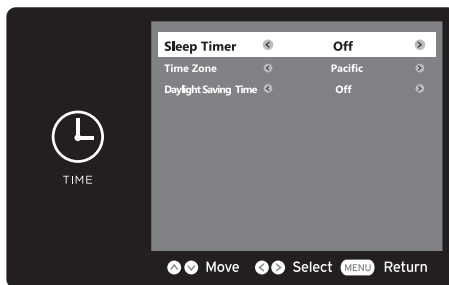 Sleep Timer Off
Time Zone Pacific
Daylight Saving Time Off
TIME
Move Select MENU Return